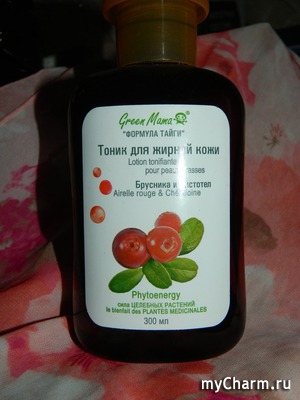 Green Mama
"ФОРМУЛА ТАЙГИ"
Тоник для жирной кожи
Lotion tonifiante
pour peaux grasses
Брусника и чистотел
Airelle rouge & Chélidoine
Phytoenergy
сила ЦЕЛЕБНЫХ РАСТЕНИЙ
le bienfait des PLANTES MEDICINALES
300 мл
myCharm.ru